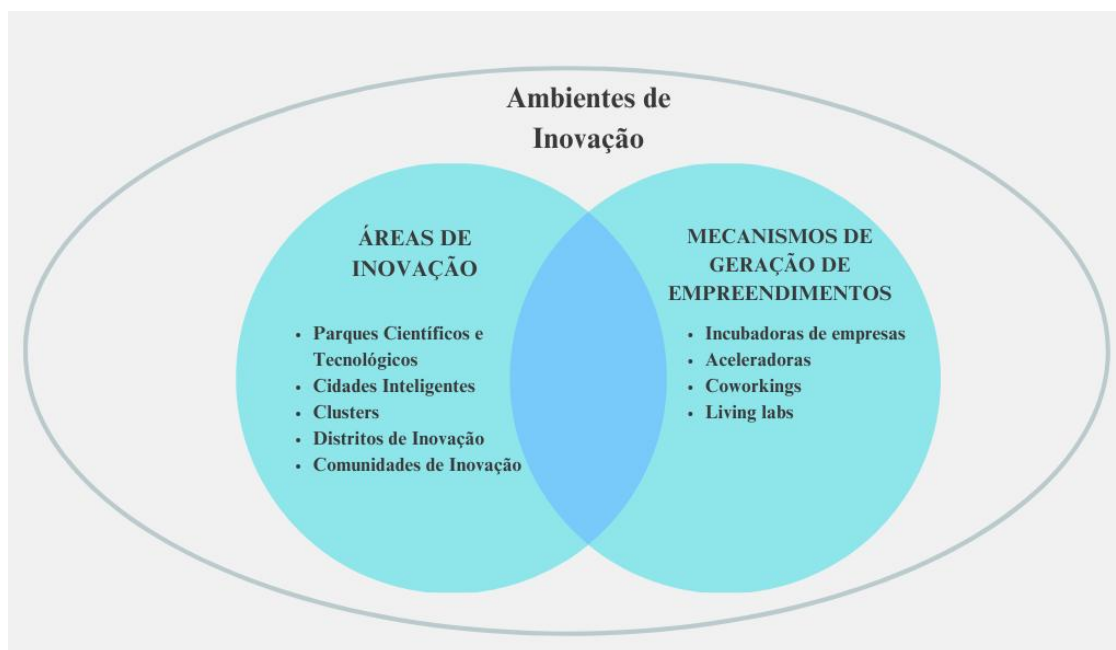 Ambientes de
Inovação
ÁREAS DE
INOVAÇÃO
• Parques Científicos e
Tecnológicos
• Cidades Inteligentes
• Clusters
• Distritos de Inovação
• Comunidades de Inovação
MECANISMOS DE
GERAÇÃO DE
EMPREENDIMENTOS
• Incubadoras de empresas
• Aceleradoras
• Coworkings
• Living labs